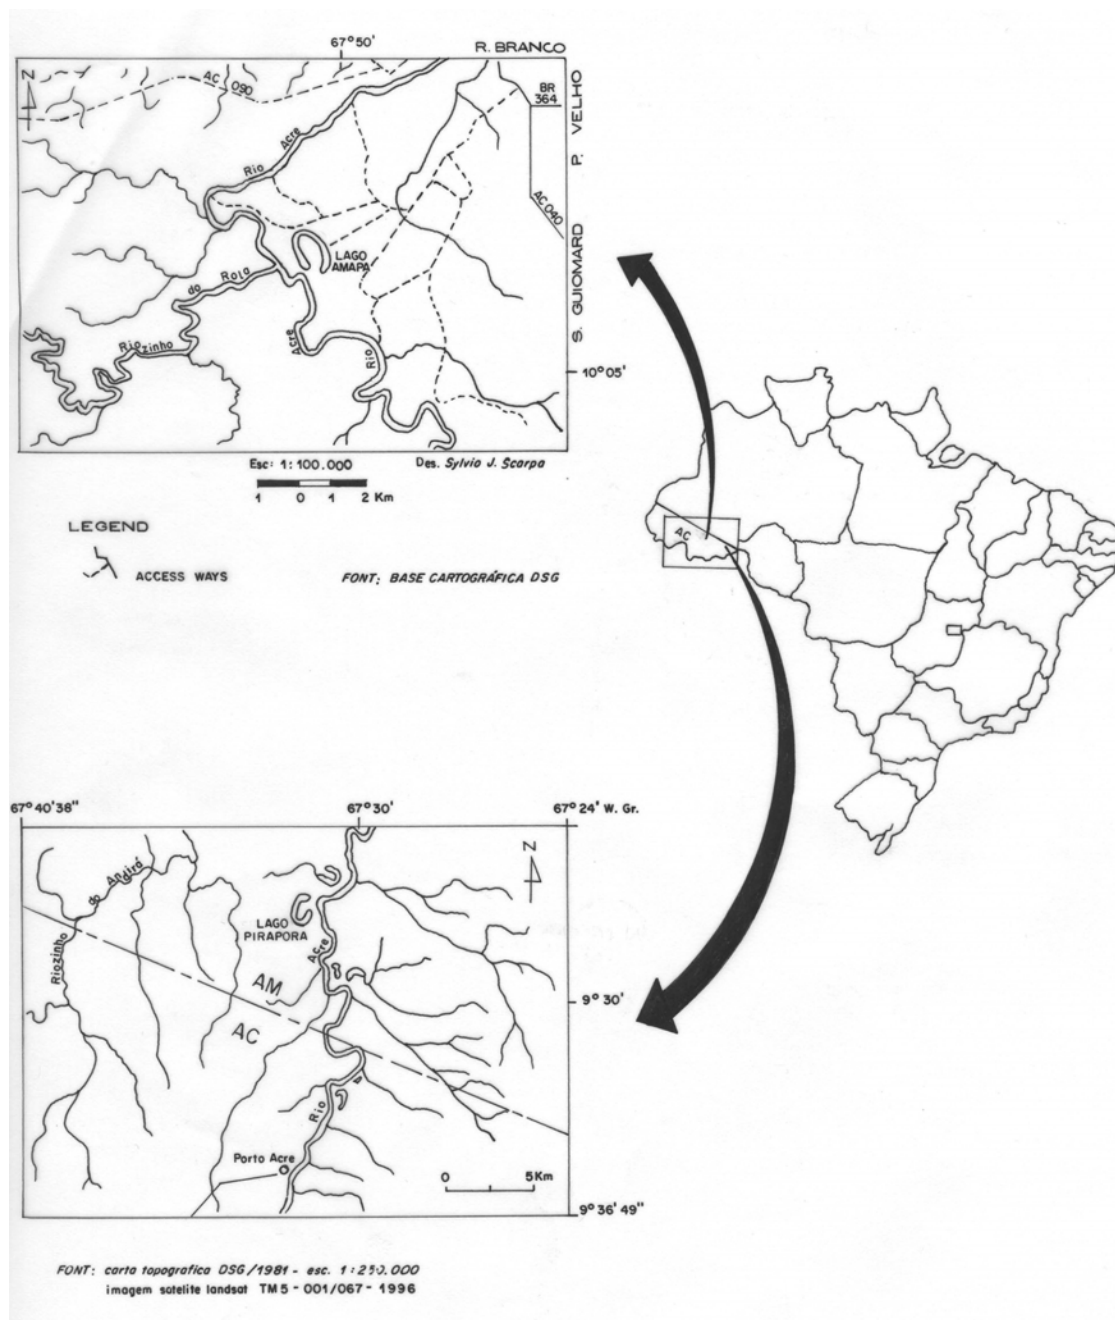 67°50'
R. BRANCO
N
AC 090
BR
364
P. VELHO
Rio Acre
AC 040
S. GUIOMARD
LAGO
AMAPA
Riozinho do Rola
Acre
Rio
10°05'
Esc: 1:100.000
Des. Sylvio J. Scarpa
1 0 1 2 Km
LEGEND
ACCESS WAYS
FONT: BASE CARTOGRÁFICA DSG
AC
67°40'38"
67°30'
67°24' W. Gr.
N
Riozinho do Andirá
LAGO
PIRAPORA
Acre
AM
AC
9°30'
Rio
Porto Acre
0 5Km
9°36'49"
FONT: carta topografica DSG/1981 - esc. 1:250.000
imagem satelite landsat TM5 - 001/067 - 1996